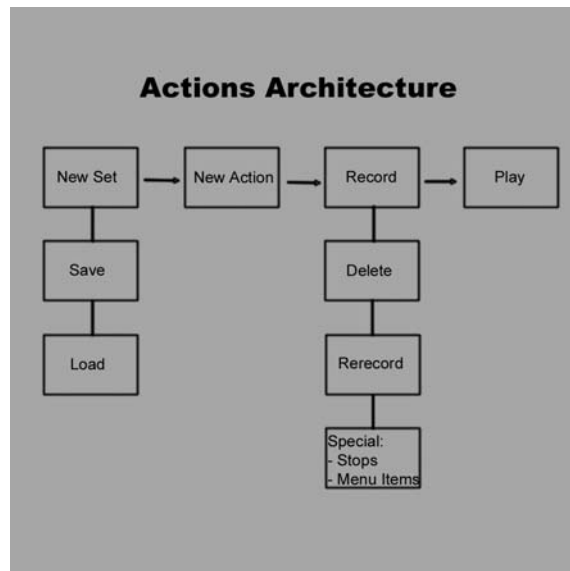 Actions Architecture
New Set
New Action
Record
Play
Save
Delete
Load
Rerecord
Special:
- Stops
- Menu Items